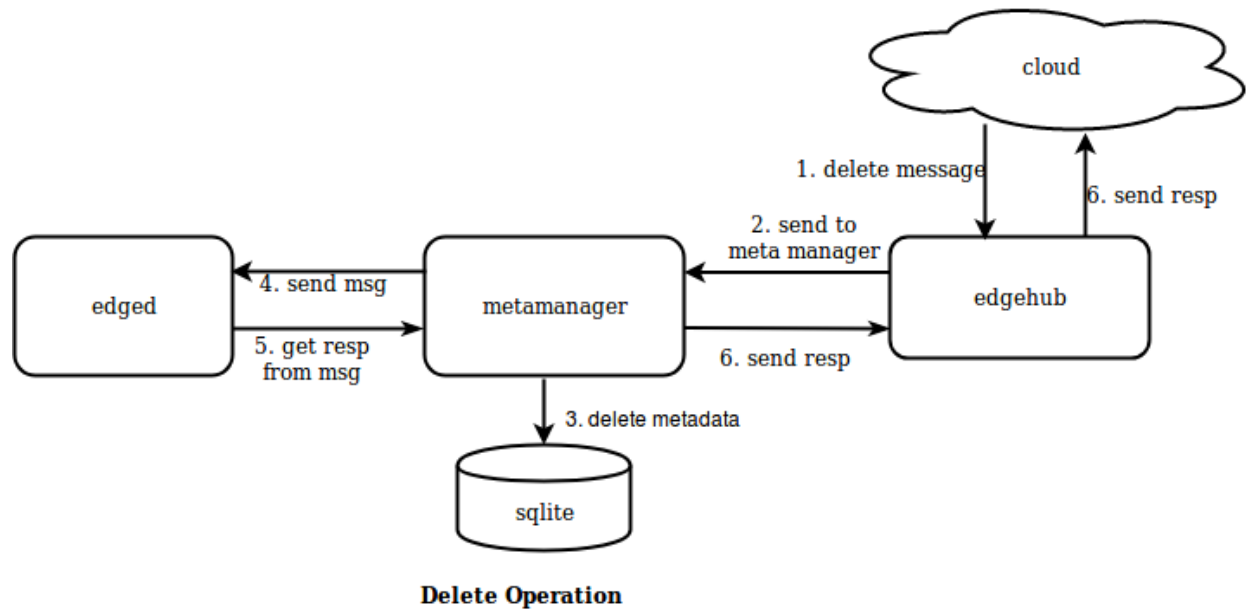 cloud
1. delete message
6. send resp
2. send to
meta manager
edgehub
4. send msg
edged
metamanager
5. get resp
from msg
6. send resp
3. delete metadata
sqlite
Delete Operation